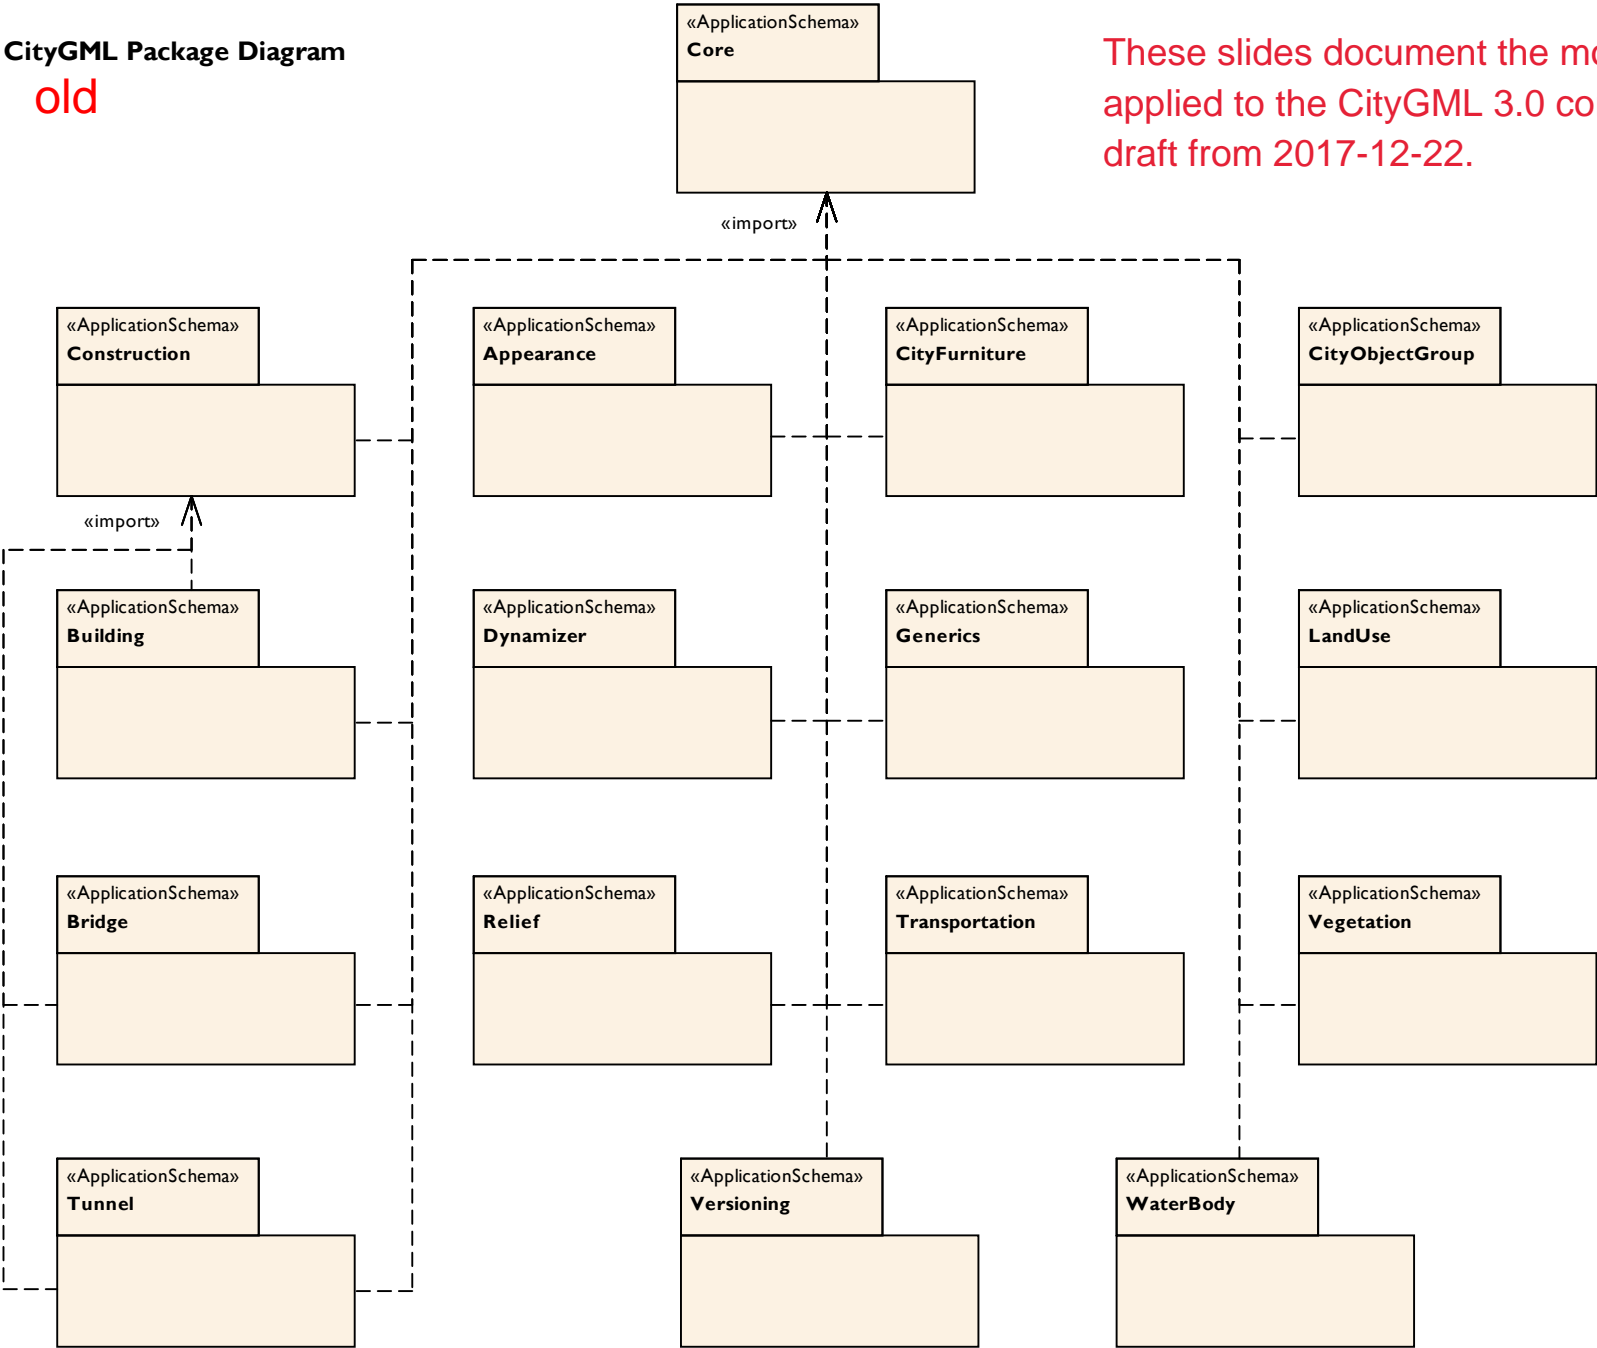 CityGML Package Diagram
old
«ApplicationSchema»
Core
These slides document the
applied to the CityGML 3.0
draft from 2017-12-22.
«import»
«ApplicationSchema»
Construction
«ApplicationSchema»
Appearance
«ApplicationSchema»
CityFurniture
«ApplicationSchema»
CityObjectGroup
«import»
«ApplicationSchema»
Building
«ApplicationSchema»
Dynamizer
«ApplicationSchema»
Generics
«ApplicationSchema»
LandUse
«ApplicationSchema»
Bridge
«ApplicationSchema»
Relief
«ApplicationSchema»
Transportation
«ApplicationSchema»
Vegetation
«ApplicationSchema»
Tunnel
«ApplicationSchema»
Versioning
«ApplicationSchema»
WaterBody